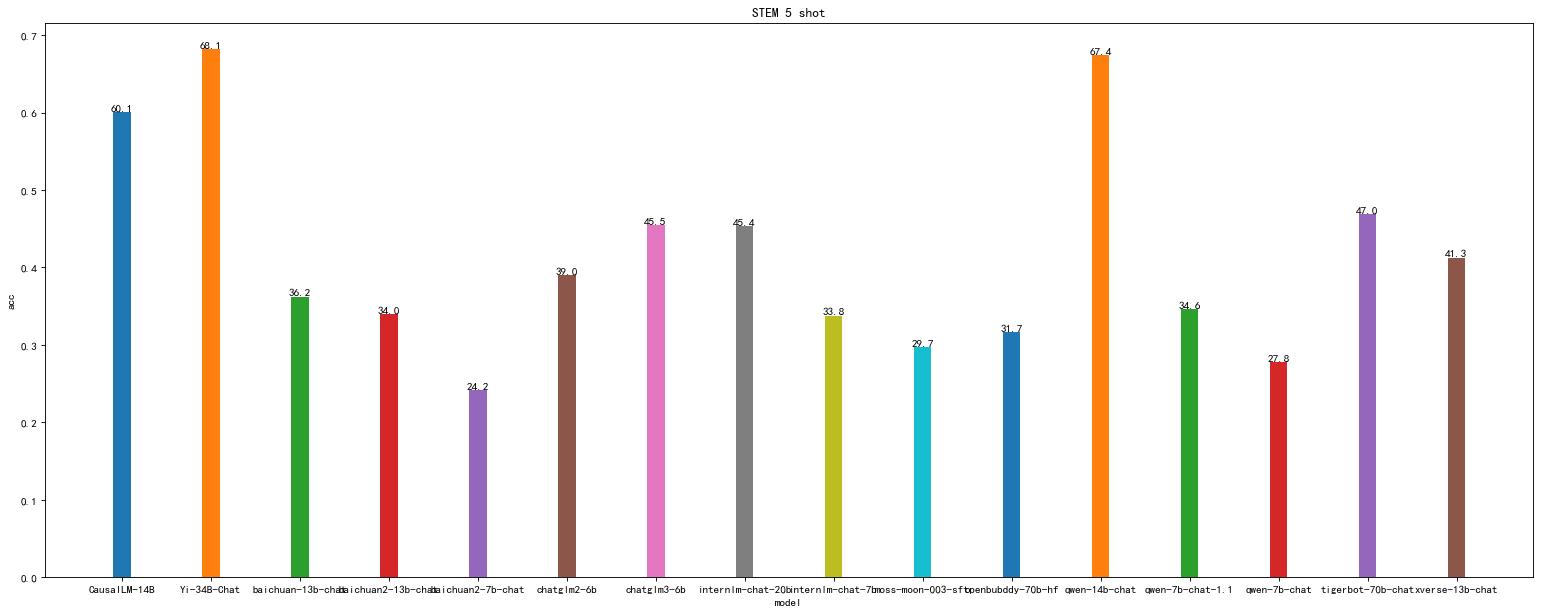 STEM 5 shot
0.7
0.6
0.5
0.4
0.3
0.2
0.1
0.0
acc
60.1
68.1
36.2
34.0
24.2
39.0
45.5
45.4
33.8
29.7
31.7
67.4
34.6
27.8
47.0
41.3
CausalLM-14B
Yi-34B-Chat
baichuan-13b-chat
baichuan2-13b-chat
baichuan2-7b-chat
chatglm2-6b
chatglm3-6b
internlm-chat-20b
internlm-chat-7b
moss-moon-003-sft
openbubddy-70b-hf
qwen-14b-chat
qwen-7b-chat-1.1
qwen-7b-chat
tigerbot-70b-chat
xverse-13b-chat
model